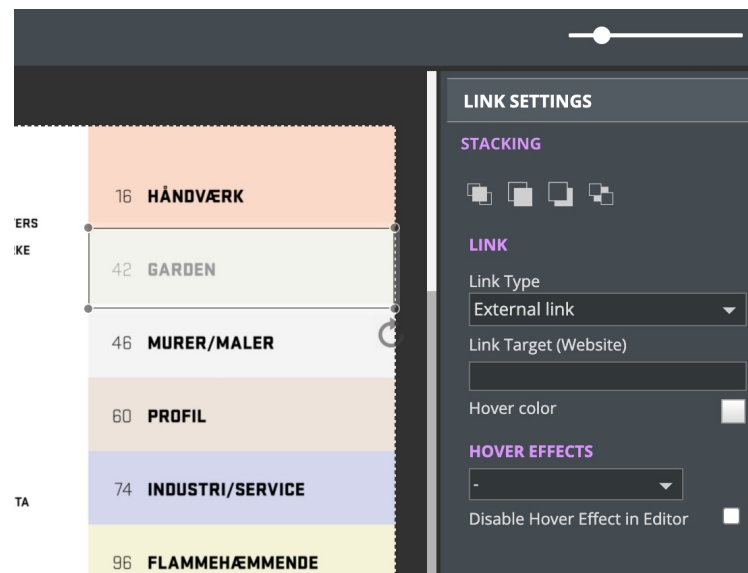 ERS
KE
16 HÅNDVÆRK
42 GARDEN
46 MURER/MALER
60 PROFIL
74 INDUSTRI/SERVICE
TA
96 FLAMMEHÆMMENDE
LINK SETTINGS
STACKING
LINK
Link Type
External link
Link Target (Website)
Hover color
HOVER EFFECTS
-
Disable Hover Effect in Editor